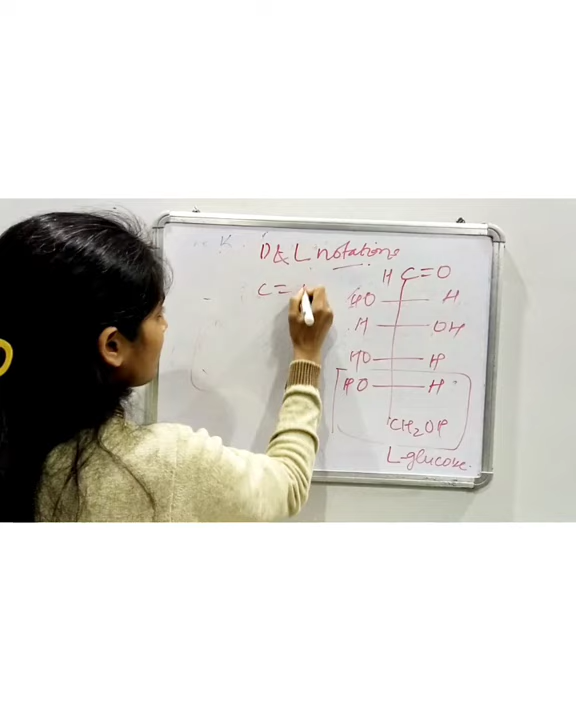 D & L notations
C =
H C=O
HO H
H OH
HO H
HO H
CH2OH
L-glucose